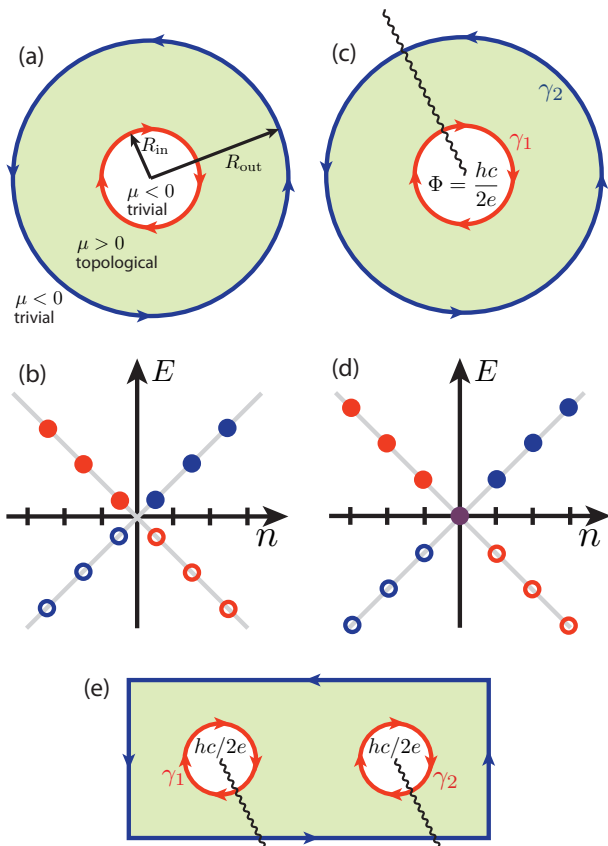 (a)
R_in
R_out
μ < 0
trivial
μ > 0
topological
μ < 0
trivial
(c)
γ₂
γ₁
Φ = hc/2e
(b)
E
n
(d)
E
n
(e)
hc/2e
γ₁
hc/2e
γ₂